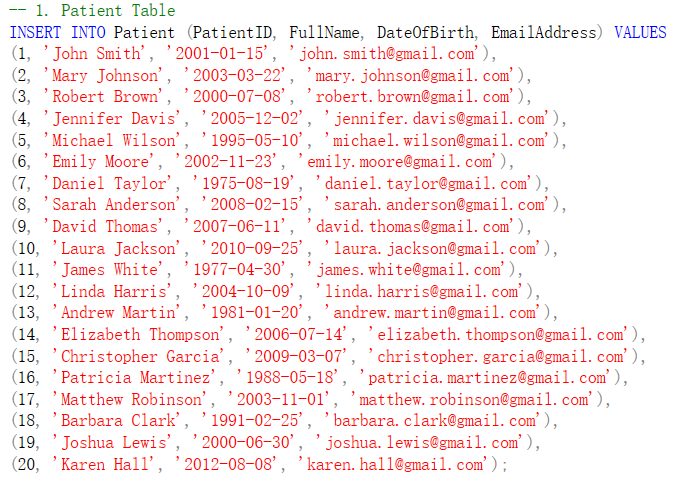 -- 1. Patient Table
INSERT INTO Patient (PatientID, FullName, DateOfBirth, EmailAddress) VALUES
(1, 'John Smith', '2001-01-15', 'john.smith@gmail.com'),
(2, 'Mary Johnson', '2003-03-22', 'mary.johnson@gmail.com'),
(3, 'Robert Brown', '2000-07-08', 'robert.brown@gmail.com'),
(4, 'Jennifer Davis', '2005-12-02', 'jennifer.davis@gmail.com'),
(5, 'Michael Wilson', '1995-05-10', 'michael.wilson@gmail.com'),
(6, 'Emily Moore', '2002-11-23', 'emily.moore@gmail.com'),
(7, 'Daniel Taylor', '1975-08-19', 'daniel.taylor@gmail.com'),
(8, 'Sarah Anderson', '2008-02-15', 'sarah.anderson@gmail.com'),
(9, 'David Thomas', '2007-06-11', 'david.thomas@gmail.com'),
(10, 'Laura Jackson', '2010-09-25', 'laura.jackson@gmail.com'),
(11, 'James White', '1977-04-30', 'james.white@gmail.com'),
(12, 'Linda Harris', '2004-10-09', 'linda.harris@gmail.com'),
(13, 'Andrew Martin', '1981-01-20', 'andrew.martin@gmail.com'),
(14, 'Elizabeth Thompson', '2006-07-14', 'elizabeth.thompson@gmail.com'),
(15, 'Christopher Garcia', '2009-03-07', 'christopher.garcia@gmail.com'),
(16, 'Patricia Martinez', '1988-05-18', 'patricia.martinez@gmail.com'),
(17, 'Matthew Robinson', '2003-11-01', 'matthew.robinson@gmail.com'),
(18, 'Barbara Clark', '1991-02-25', 'barbara.clark@gmail.com'),
(19, 'Joshua Lewis', '2000-06-30', 'joshua.lewis@gmail.com'),
(20, 'Karen Hall', '2012-08-08', 'karen.hall@gmail.com');